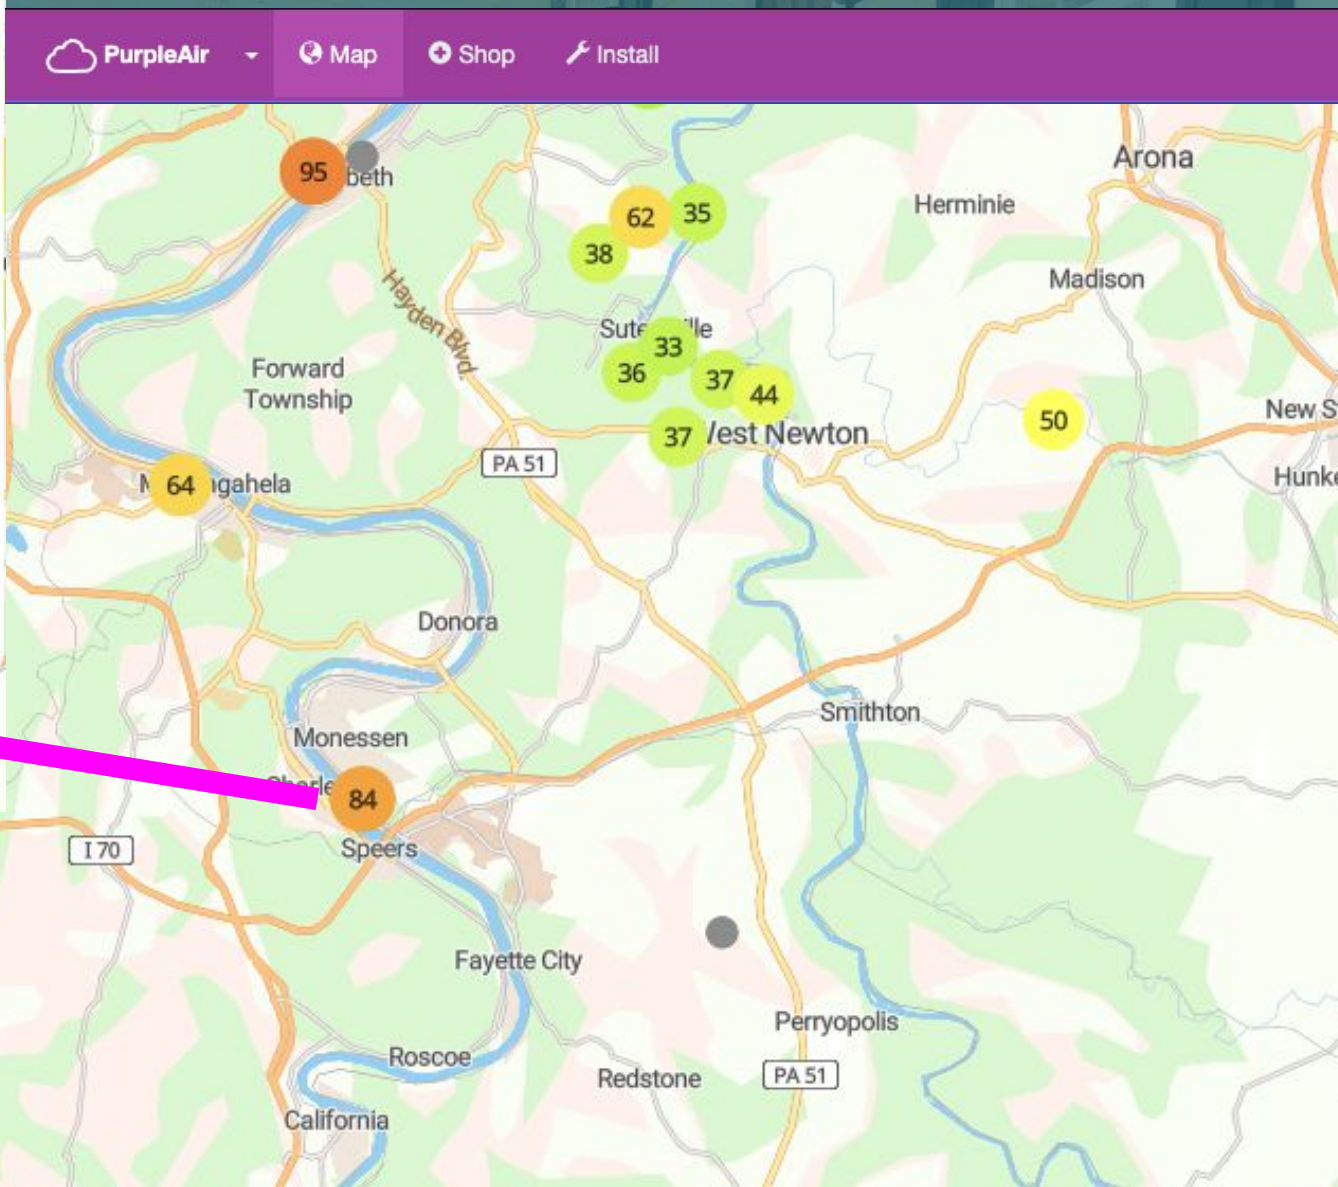 PurpleAir
Map
Shop
Install
Arona
95
beth
62
35
Herminie
38
Madison
Hayden Blvd.
33
36
Forward
Township
37
44
50
New S
37
West Newton
PA 51
64
gahela
Hunke
Donora
Smithton
Monessen
84
I 70
Speers
Fayette City
Perryopolis
Roscoe
Redstone
PA 51
California